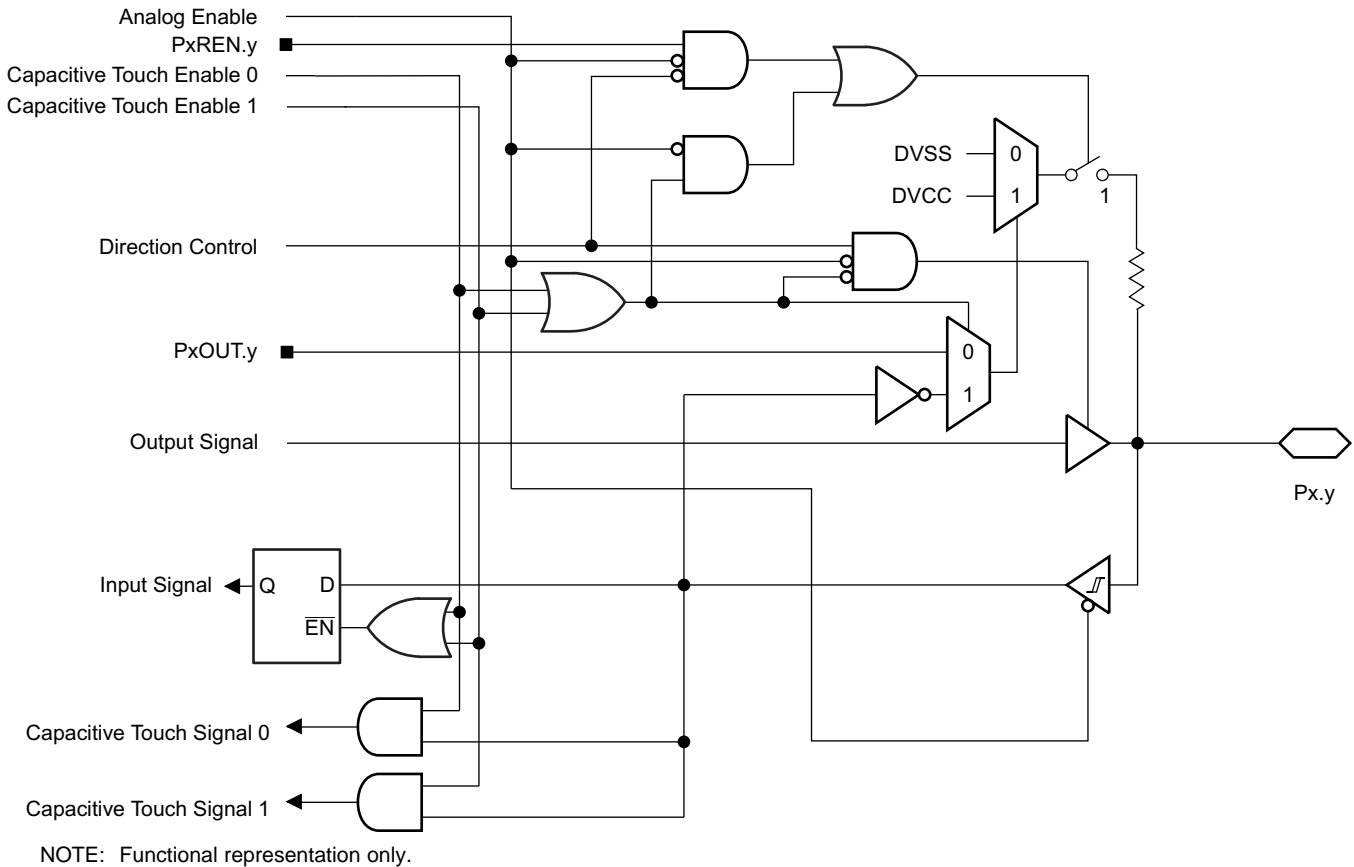 Analog Enable
PxREN.y
Capacitive Touch Enable 0
Capacitive Touch Enable 1
DVSS
0
DVCC
1
1
Direction Control
PxOUT.y
0
1
Output Signal
Px.y
Input Signal
Q
D
EN
Capacitive Touch Signal 0
Capacitive Touch Signal 1
NOTE: Functional representation only.